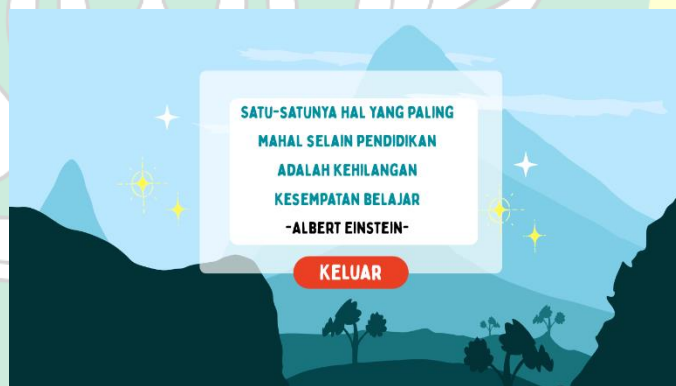 SATU-SATUNYA HAL YANG PALING
MAHAL SELAIN PENDIDIKAN
ADALAH KEHILANGAN
KESEMPATAN BELAJAR
-ALBERT EINSTEIN-
KELUAR